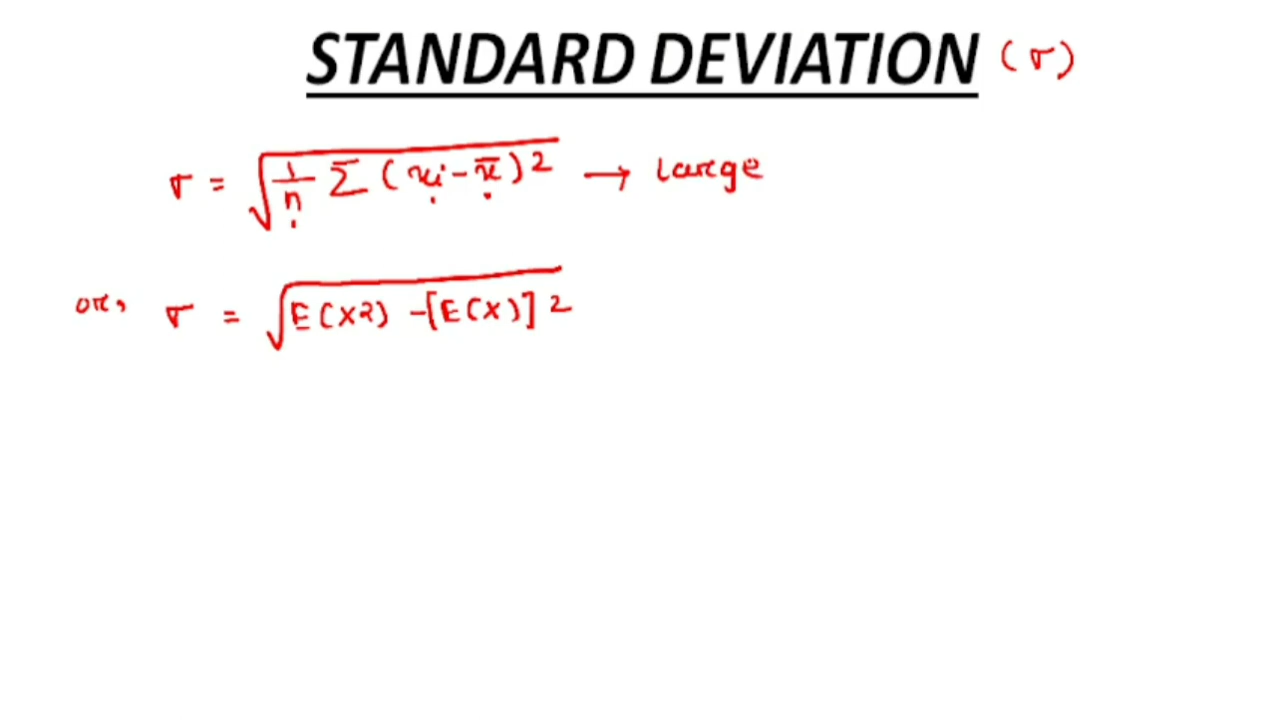 STANDARD DEVIATION (σ)
σ = √(1/n Σ (xi - x̄)2) → large
or, σ = √(E(X2) - [E(X)]2)